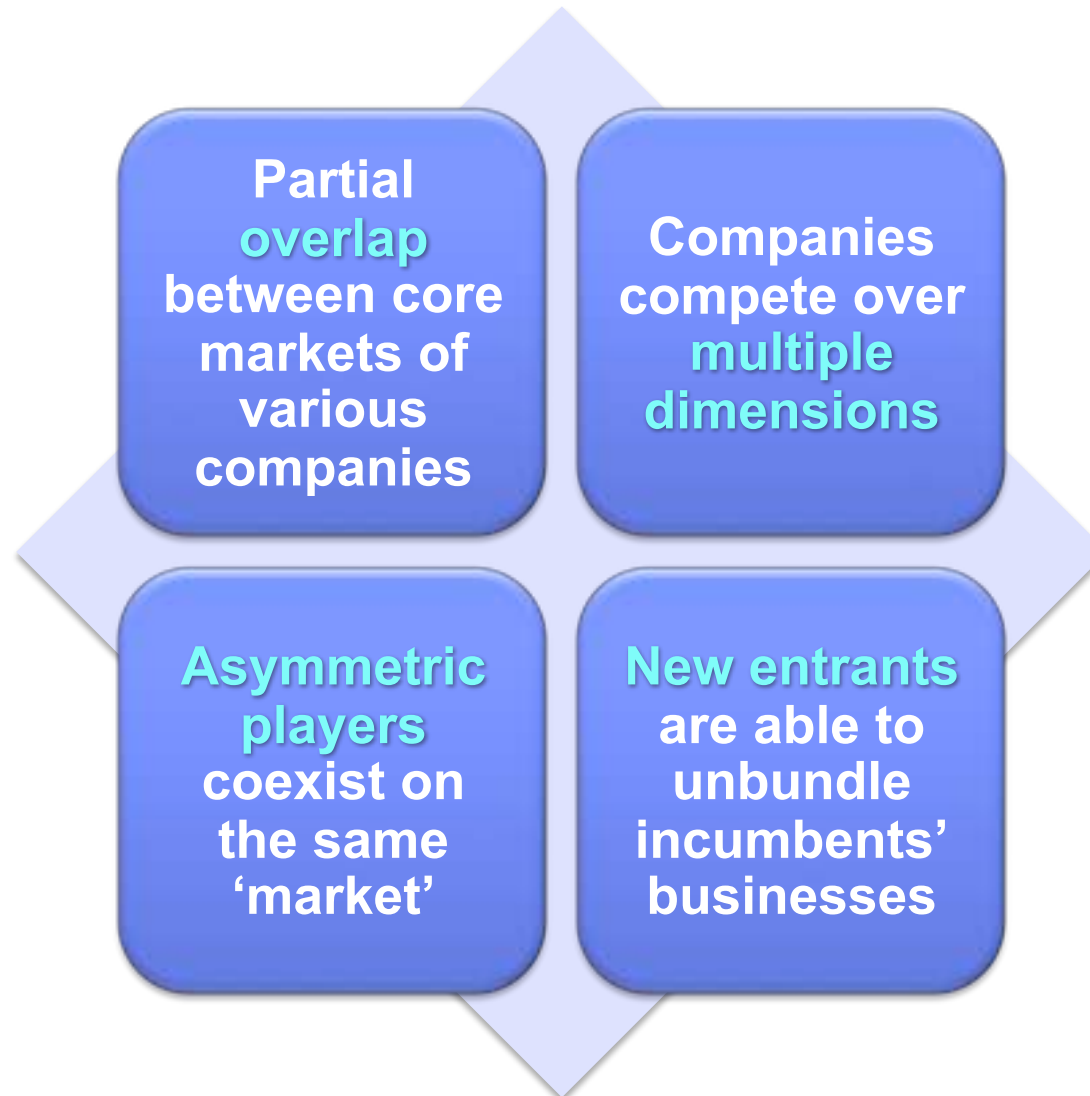 Partial
overlap
between core
markets of
various
companies
Companies
compete over
multiple
dimensions
Asymmetric
players
coexist on
the same
‘market’
New entrants
are able to
unbundle
incumbents’
businesses